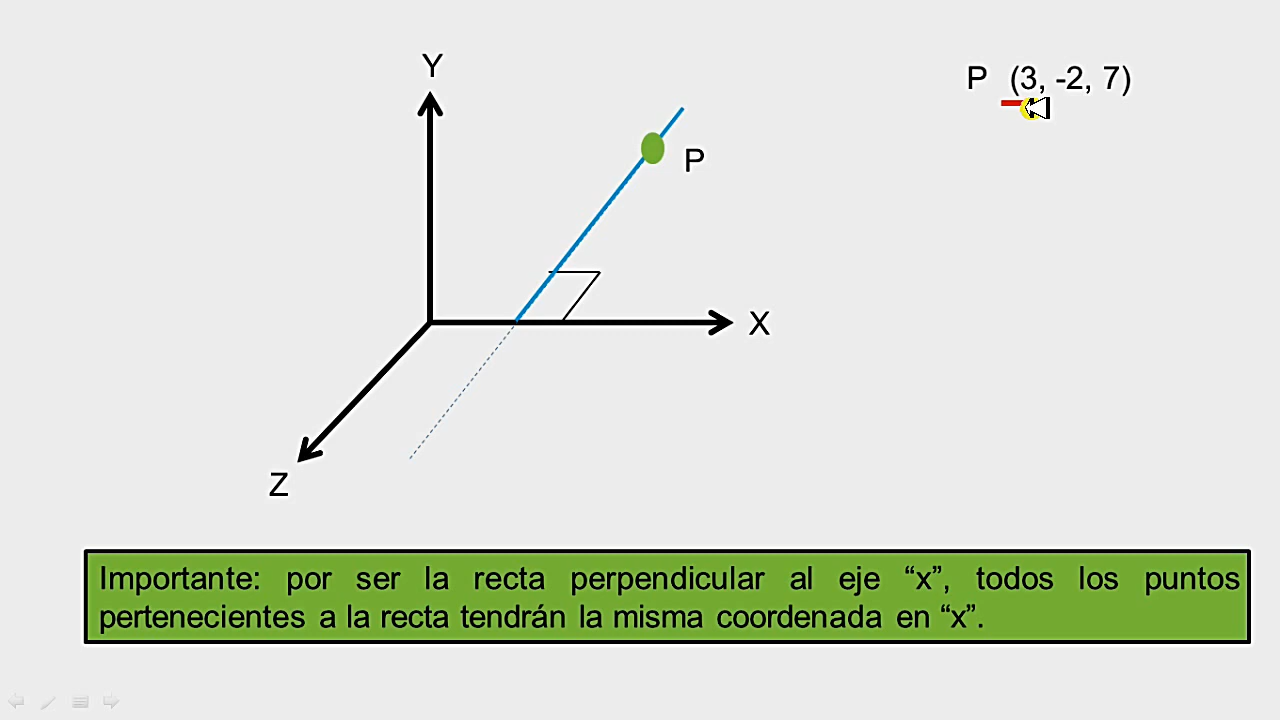 Y
P (3, -2, 7)
P
X
Z
Importante: por ser la recta perpendicular al eje “x”, todos los puntos
pertenecientes a la recta tendrán la misma coordenada en “x”.